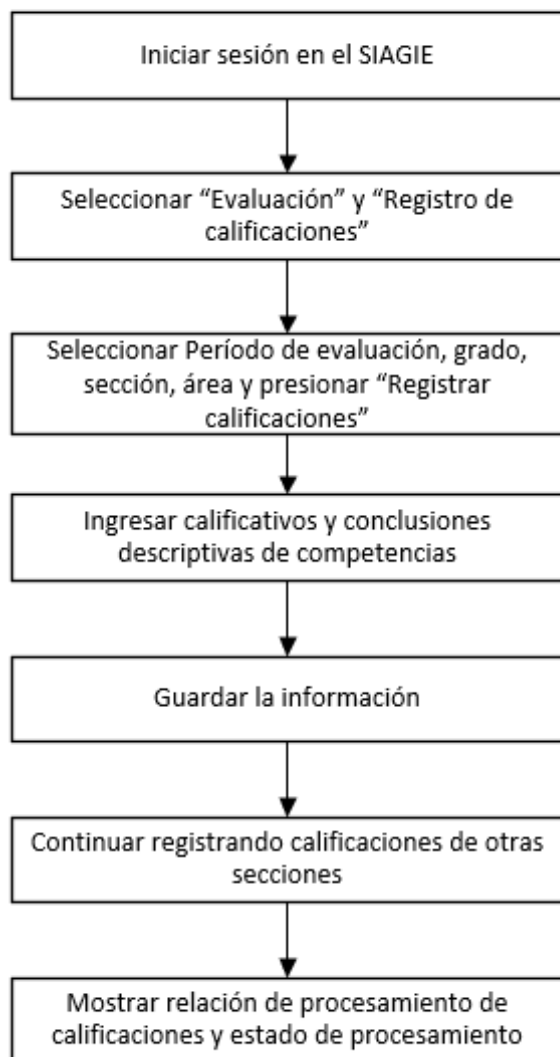 Iniciar sesión en el SIAGIE
Seleccionar “Evaluación” y “Registro de
calificaciones”
Seleccionar Período de evaluación, grado,
sección, área y presionar “Registrar
calificaciones”
Ingresar calificativos y conclusiones
descriptivas de competencias
Guardar la información
Continuar registrando calificaciones de otras
secciones
Mostrar relación de procesamiento de
calificaciones y estado de procesamiento